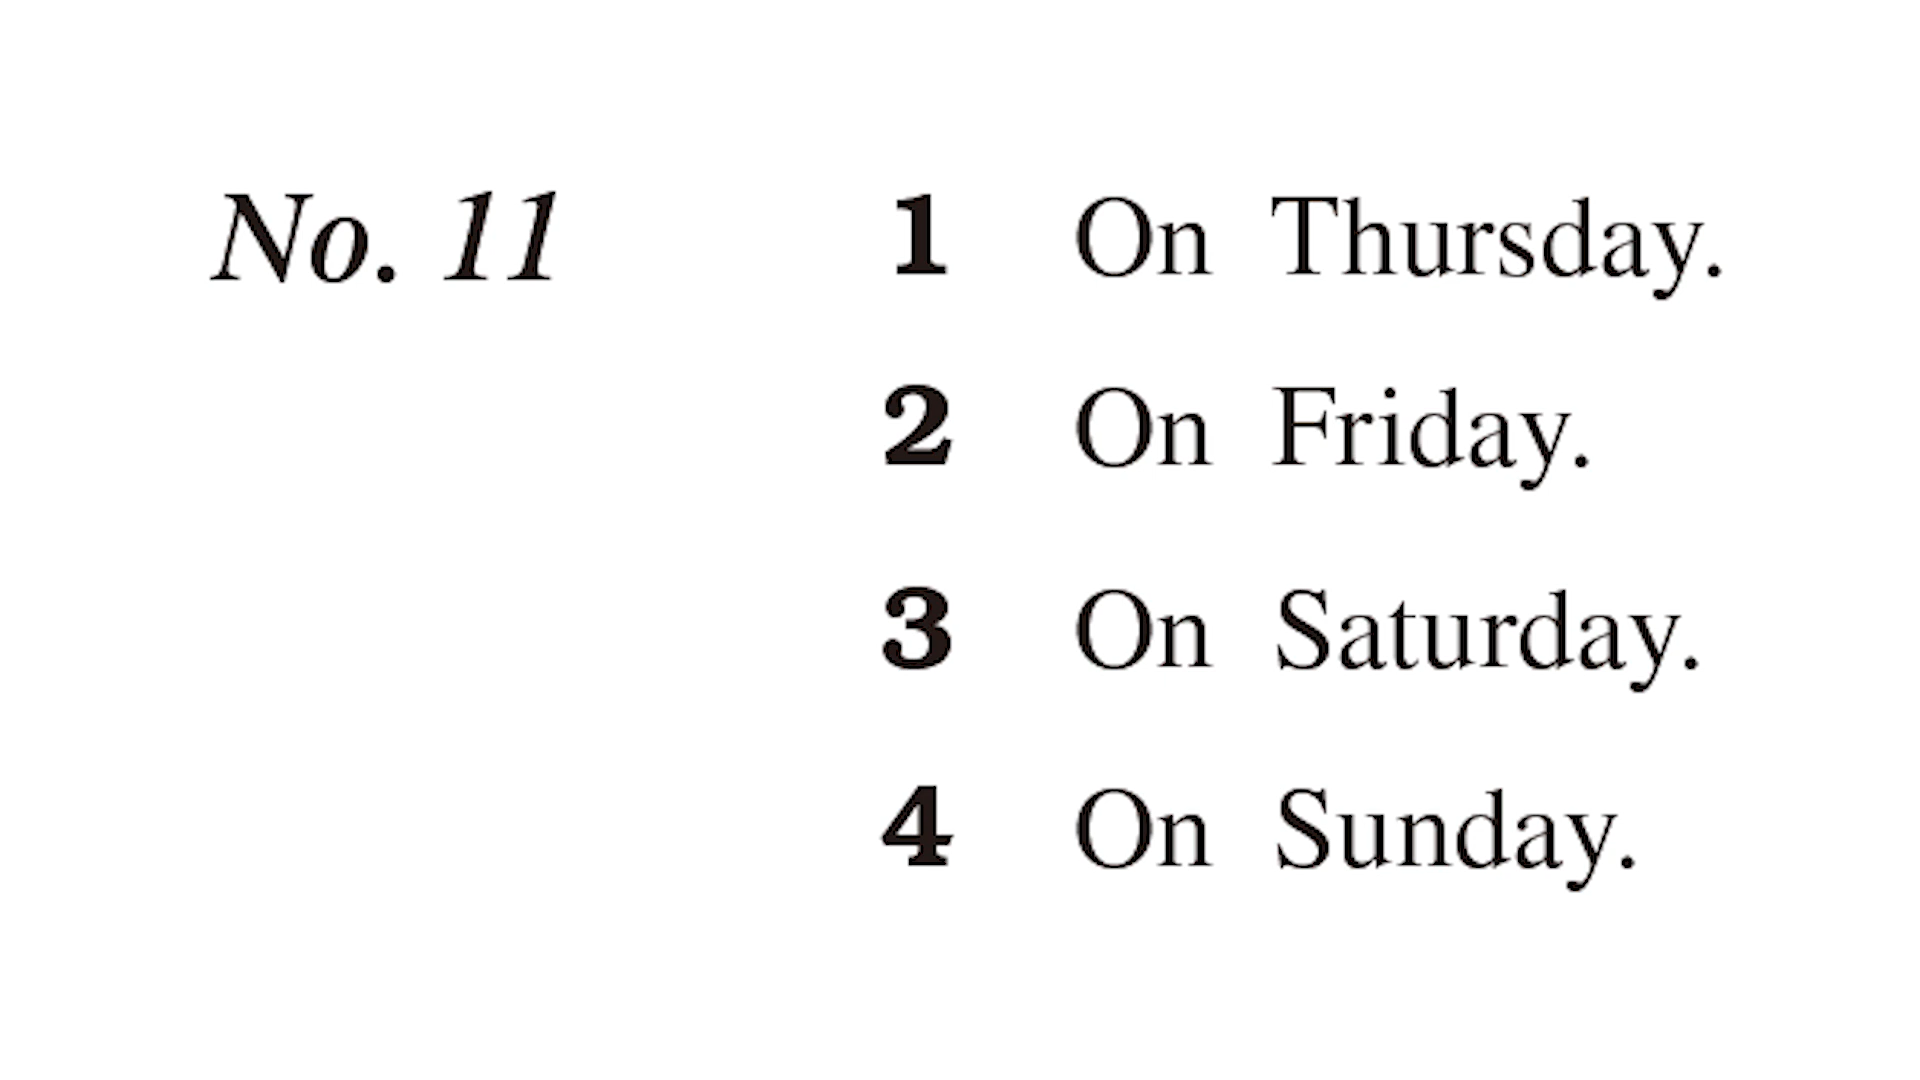 No. 11 1 On Thursday.
2 On Friday.
3 On Saturday.
4 On Sunday.